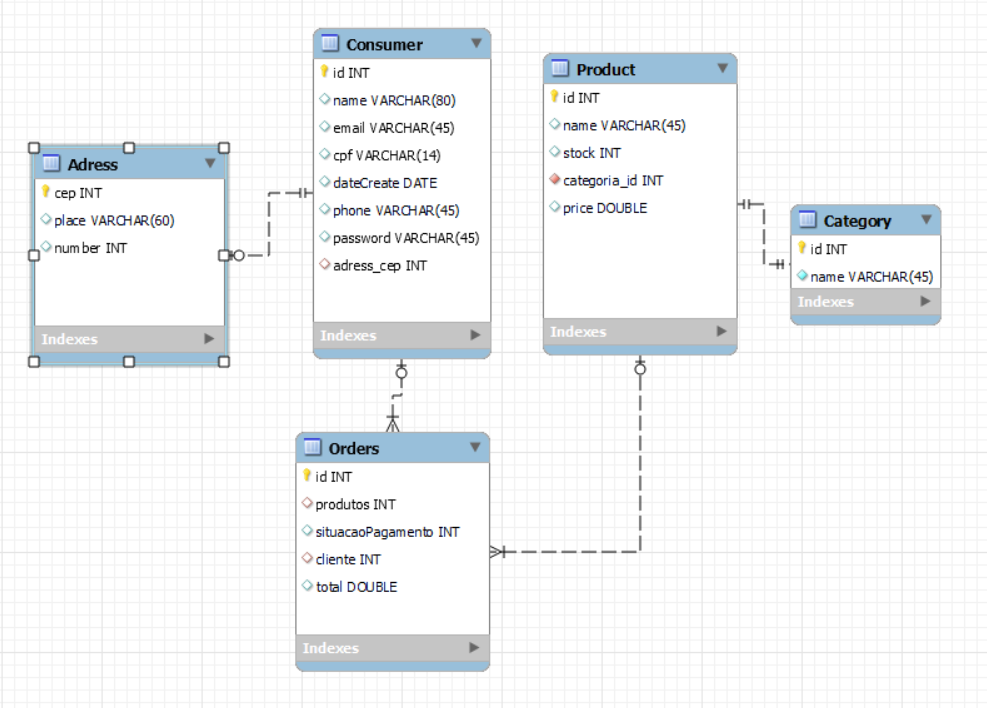 Adress
cep INT
place VARCHAR(60)
number INT
Indexes
Consumer
id INT
name VARCHAR(80)
email VARCHAR(45)
cpf VARCHAR(14)
dateCreate DATE
phone VARCHAR(45)
password VARCHAR(45)
adress_cep INT
Indexes
Product
id INT
name VARCHAR(45)
stock INT
categoria_id INT
price DOUBLE
Indexes
Category
id INT
name VARCHAR(45)
Indexes
Orders
id INT
produtos INT
situacaoPagamento INT
cliente INT
total DOUBLE
Indexes